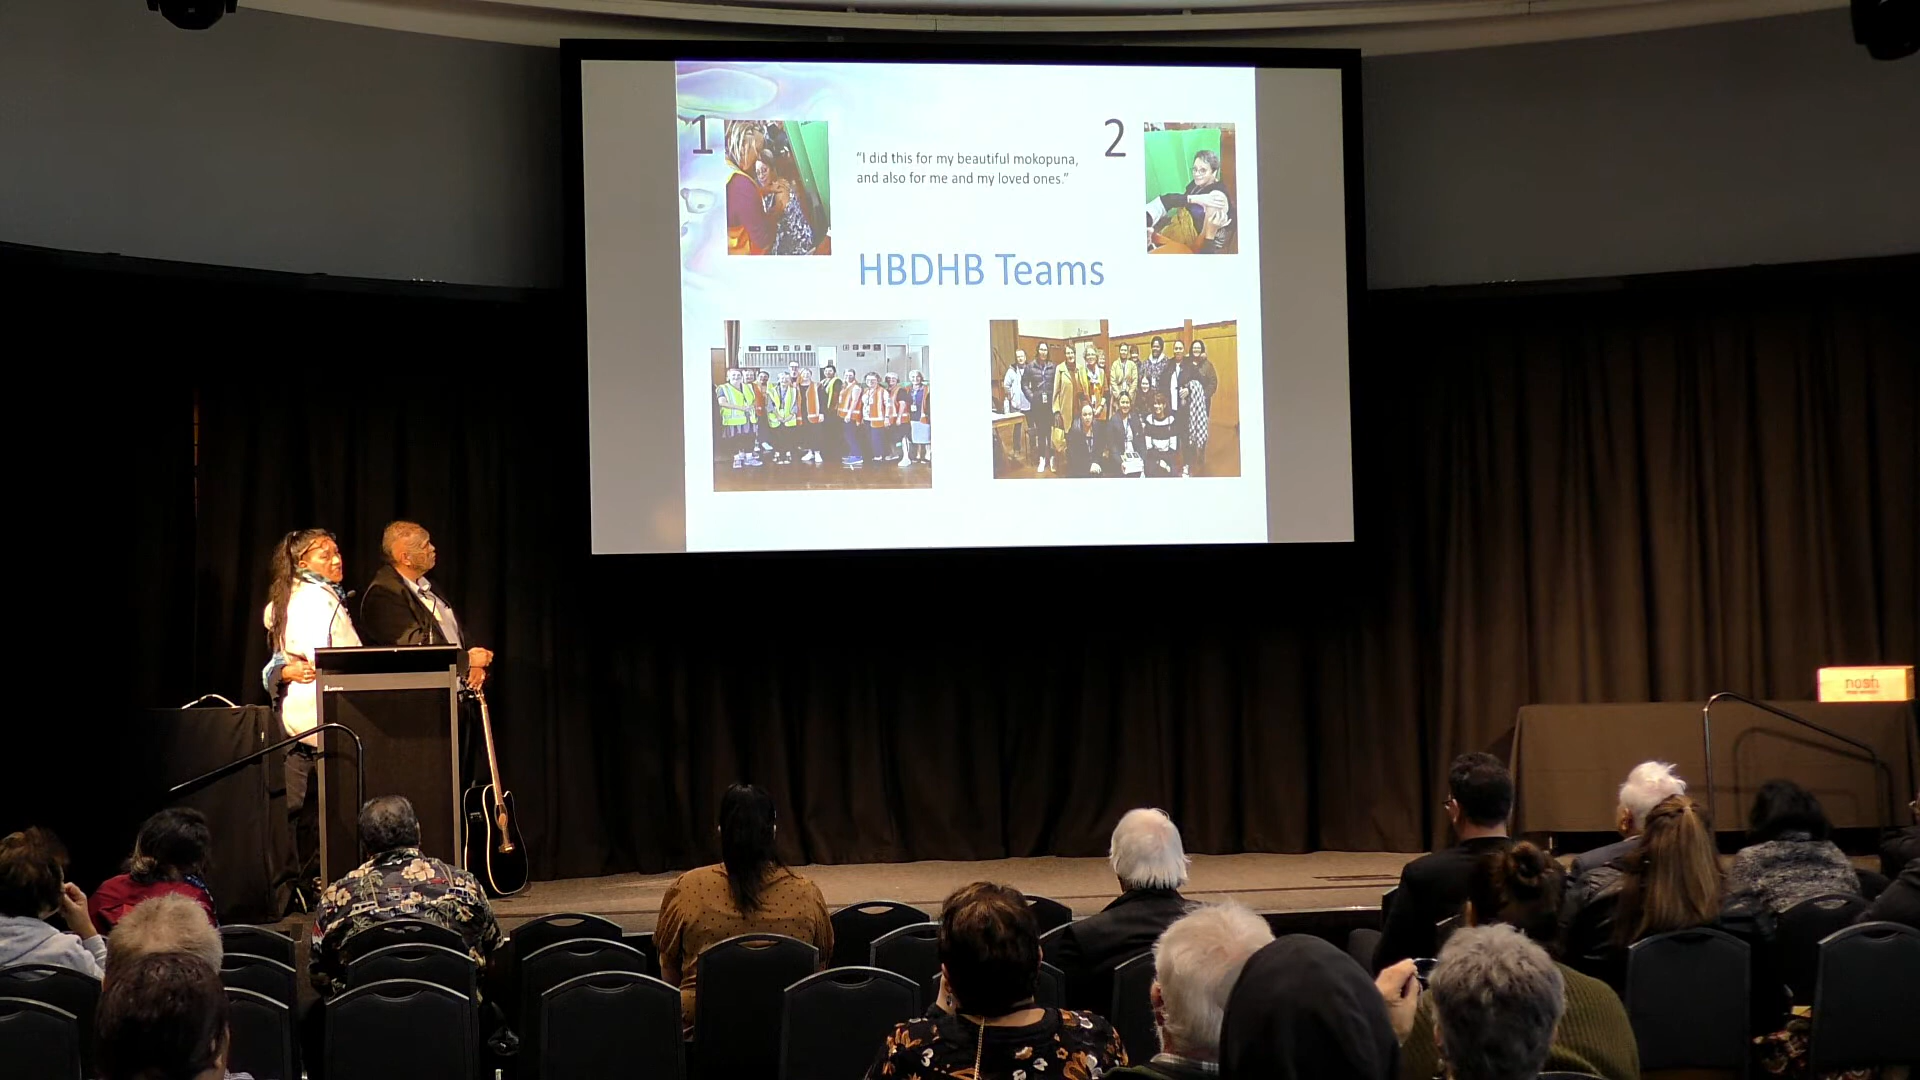 1
"I did this for my beautiful mokopuna,
and also for me and my loved ones."
2
HBDHB Teams
nosh